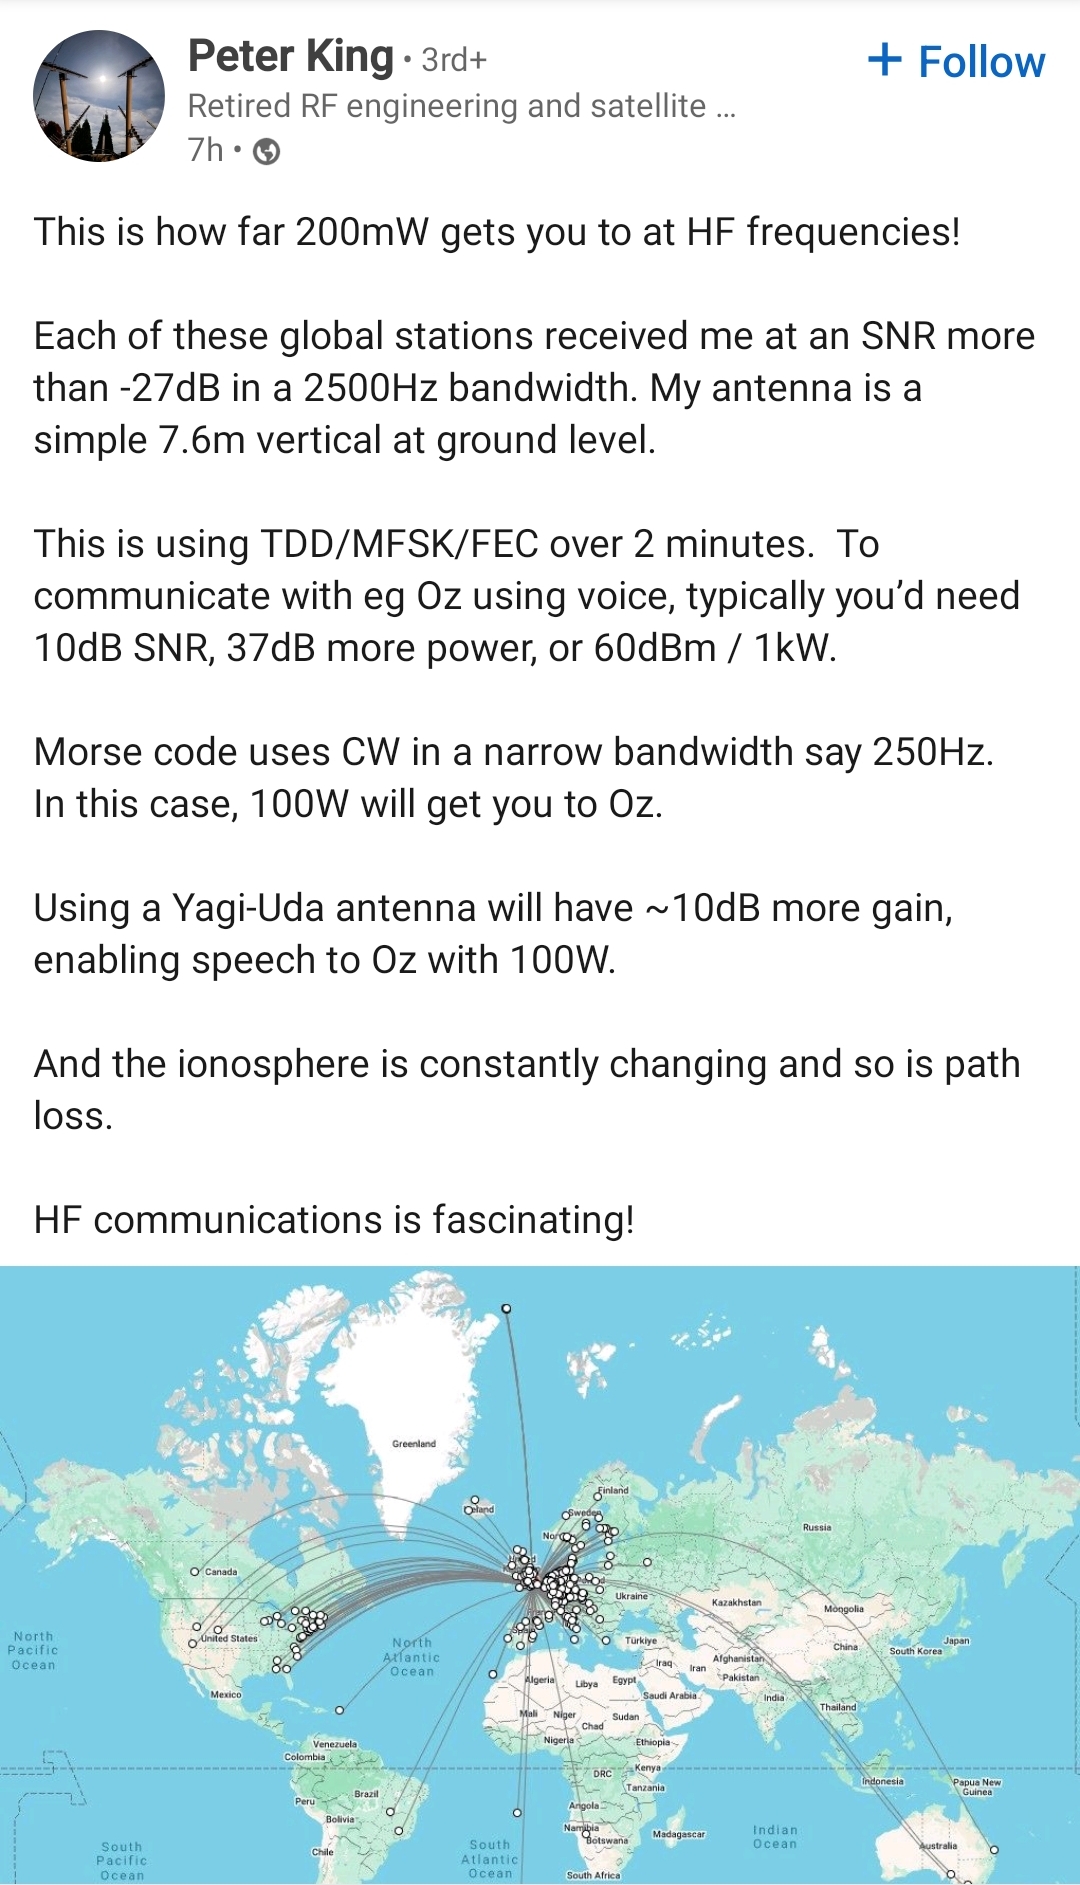 Peter King • 3rd+
+ Follow
Retired RF engineering and satellite ...
7h •
This is how far 200mW gets you to at HF frequencies!
Each of these global stations received me at an SNR more
than -27dB in a 2500Hz bandwidth. My antenna is a
simple 7.6m vertical at ground level.
This is using TDD/MFSK/FEC over 2 minutes.  To
communicate with eg Oz using voice, typically you’d need
10dB SNR, 37dB more power, or 60dBm / 1kW.
Morse code uses CW in a narrow bandwidth say 250Hz.
In this case, 100W will get you to Oz.
Using a Yagi-Uda antenna will have ~10dB more gain,
enabling speech to Oz with 100W.
And the ionosphere is constantly changing and so is path
loss.
HF communications is fascinating!
Greenland
Finland
Sweden
Russia
Canada
Ukraine
Kazakhstan
Mongolia
North
Pacific
Ocean
United States
North
Atlantic
Ocean
Türkiye
China
South Korea
Japan
Iraq
Iran
Afghanistan
Pakistan
Algeria
Libya
Egypt
Saudi Arabia
India
Thailand
Mexico
Mali
Niger
Chad
Sudan
Nigeria
Ethiopia
Venezuela
Colombia
DRC
Kenya
Tanzania
Indonesia
Papua New
Guinea
Peru
Brazil
Bolivia
Angola
Namibia
Botswana
Madagascar
Indian
Ocean
South
Pacific
Ocean
Chile
South
Atlantic
Ocean
South Africa
Australia